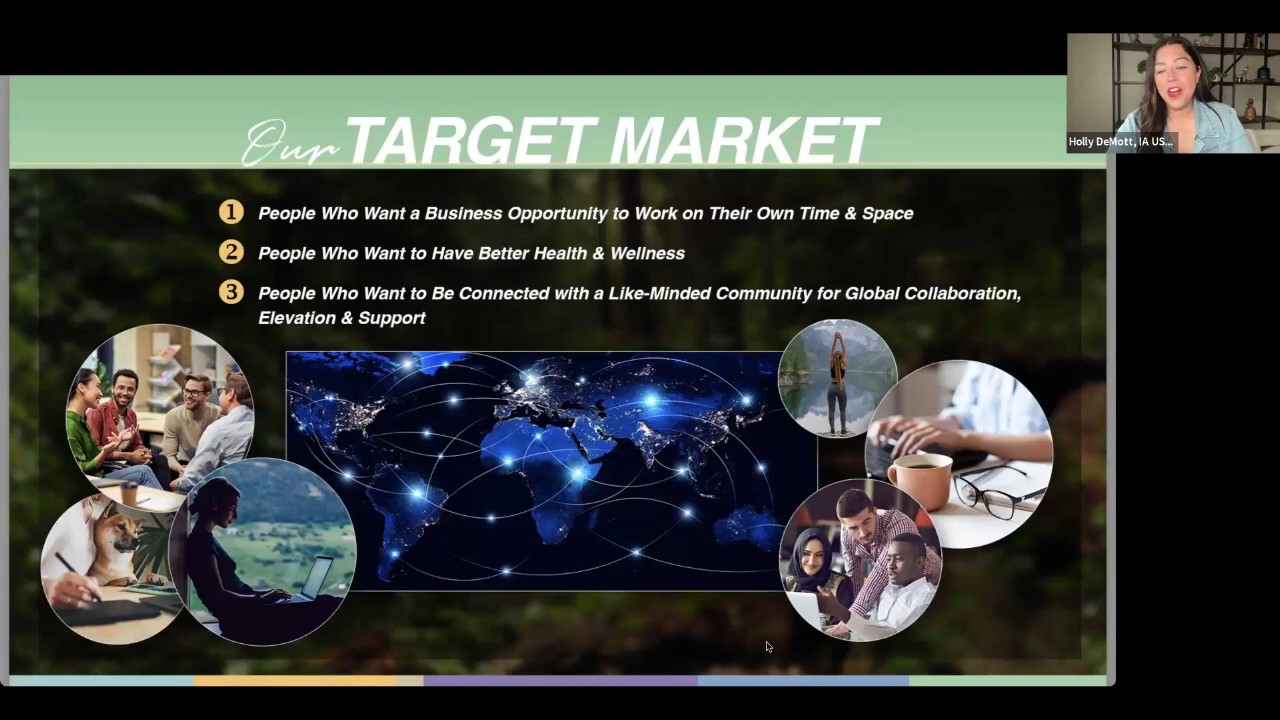 Our TARGET MARKET
1 People Who Want a Business Opportunity to Work on Their Own Time & Space
2 People Who Want to Have Better Health & Wellness
3 People Who Want to Be Connected with a Like-Minded Community for Global Collaboration,
Elevation & Support
Holly DeMott, IA US...